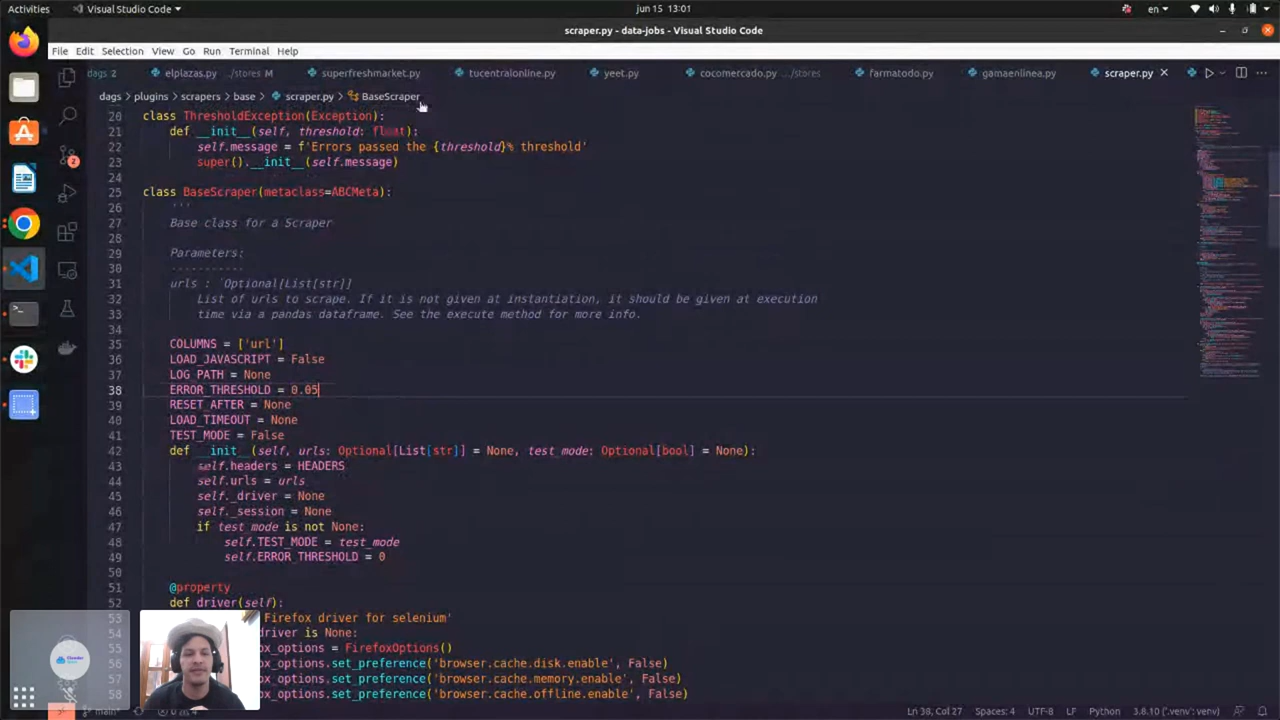 Activities
Visual Studio Code
jun 15 13:01
en
scraper.py - data-jobs - Visual Studio Code
File Edit Selection View Go Run Terminal Help
dags 2 elplazas.py .../stores M superfreshmarket.py tucentralonline.py yeet.py cocomercado.py .../stores farmatodo.py gamaenlinea.py scraper.py
dags > plugins > scrapers > base > scraper.py > BaseScraper
20 class ThresholdException(Exception):
21 def __init__(self, threshold: float):
22 self.message = f'Errors passed the {threshold}% threshold'
23 super().__init__(self.message)
24
25 class BaseScraper(metaclass=ABCMeta):
26 '''
27 Base class for a Scraper
28
29 Parameters:
30 -----------
31 urls : `Optional[List[str]]
32 List of urls to scrape. If it is not given at instantiation, it should be given at execution
33 time via a pandas dataframe. See the execute method for more info.
34
35 COLUMNS = ['url']
36 LOAD_JAVASCRIPT = False
37 LOG_PATH = None
38 ERROR_THRESHOLD = 0.05
39 RESET_AFTER = None
40 LOAD_TIMEOUT = None
41 TEST_MODE = False
42 def __init__(self, urls: Optional[List[str]] = None, test_mode: Optional[bool] = None):
43 self.headers = HEADERS
44 self.urls = urls
45 self._driver = None
46 self._session = None
47 if test_mode is not None:
48 self.TEST_MODE = test_mode
49 self.ERROR_THRESHOLD = 0
50
51 @property
52 def driver(self):
53 Firefox driver for selenium'
54 driver is None:
55 ox_options = FirefoxOptions()
56 ox_options.set_preference('browser.cache.disk.enable', False)
57 ox_options.set_preference('browser.cache.memory.enable', False)
58 ox_options.set_preference('browser.cache.offline.enable', False)
main*
Ln 38, Col 27 Spaces: 4 UTF-8 LF Python 3.8.10 ('.venv': venv)